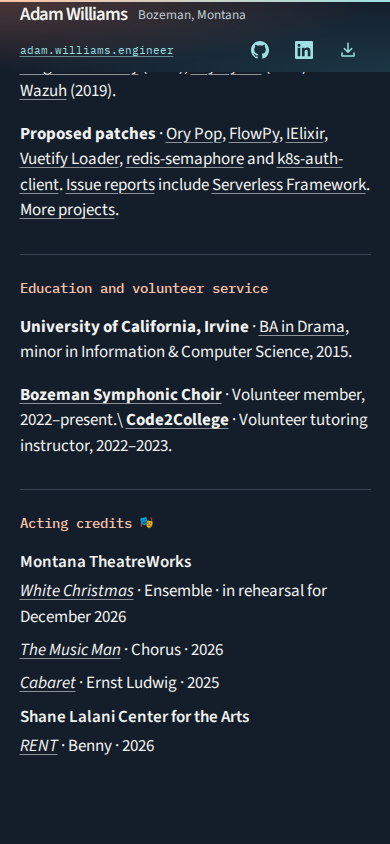 Adam Williams Bozeman, Montana
adam.williams.engineer
Wazuh (2019).
Proposed patches · Ory Pop, FlowPy, IElixir,
Vuetify Loader, redis-semaphore and k8s-auth-
client. Issue reports include Serverless Framework.
More projects.
Education and volunteer service
University of California, Irvine · BA in Drama,
minor in Information & Computer Science, 2015.
Bozeman Symphonic Choir · Volunteer member,
2022–present.\ Code2College · Volunteer tutoring
instructor, 2022–2023.
Acting credits 🎭
Montana TheatreWorks
White Christmas · Ensemble · in rehearsal for
December 2026
The Music Man · Chorus · 2026
Cabaret · Ernst Ludwig · 2025
Shane Lalani Center for the Arts
RENT · Benny · 2026